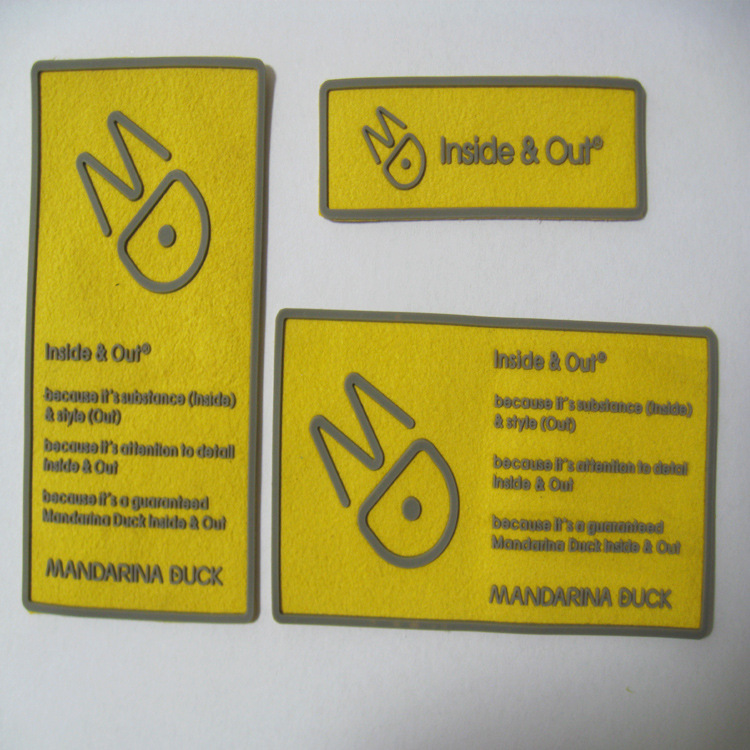 Inside & Out®
because it's substance (Inside)
& style (Out)
because it's attention to detail
Inside & Out
because it's a guaranteed
Mandarina Duck Inside & Out
MANDARINA DUCK
Inside & Out®
Inside & Out®
because it's substance (Inside)
& style (Out)
because it's attention to detail
Inside & Out
because it's a guaranteed
Mandarina Duck Inside & Out
MANDARINA DUCK